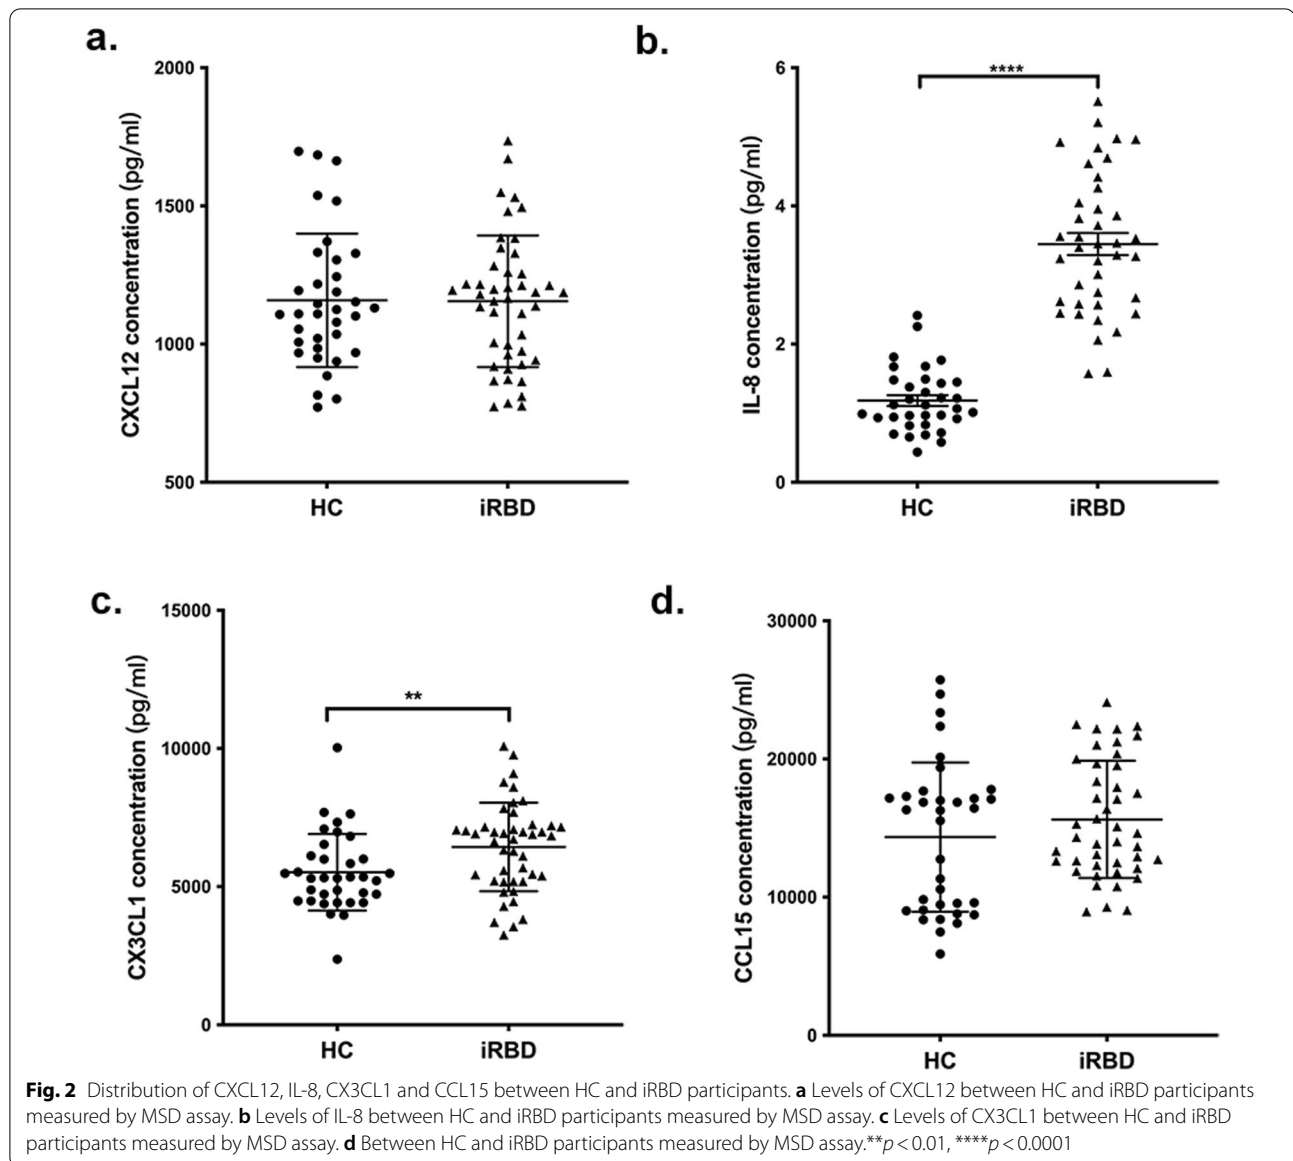 a.
2000
1500
1000
500
CXCL12 concentration (pg/ml)
HC
iRBD
b.
6
4
2
0
IL-8 concentration (pg/ml)
****
HC
iRBD
c.
15000
10000
5000
0
CX3CL1 concentration (pg/ml)
**
HC
iRBD
d.
30000
20000
10000
0
CCL15 concentration (pg/ml)
HC
iRBD
Fig. 2 Distribution of CXCL12, IL-8, CX3CL1 and CCL15 between HC and iRBD participants. a Levels of CXCL12 between HC and iRBD participants
measured by MSD assay. b Levels of IL-8 between HC and iRBD participants measured by MSD assay. c Levels of CX3CL1 between HC and iRBD
participants measured by MSD assay. d Between HC and iRBD participants measured by MSD assay.**p<0.01, ****p<0.0001